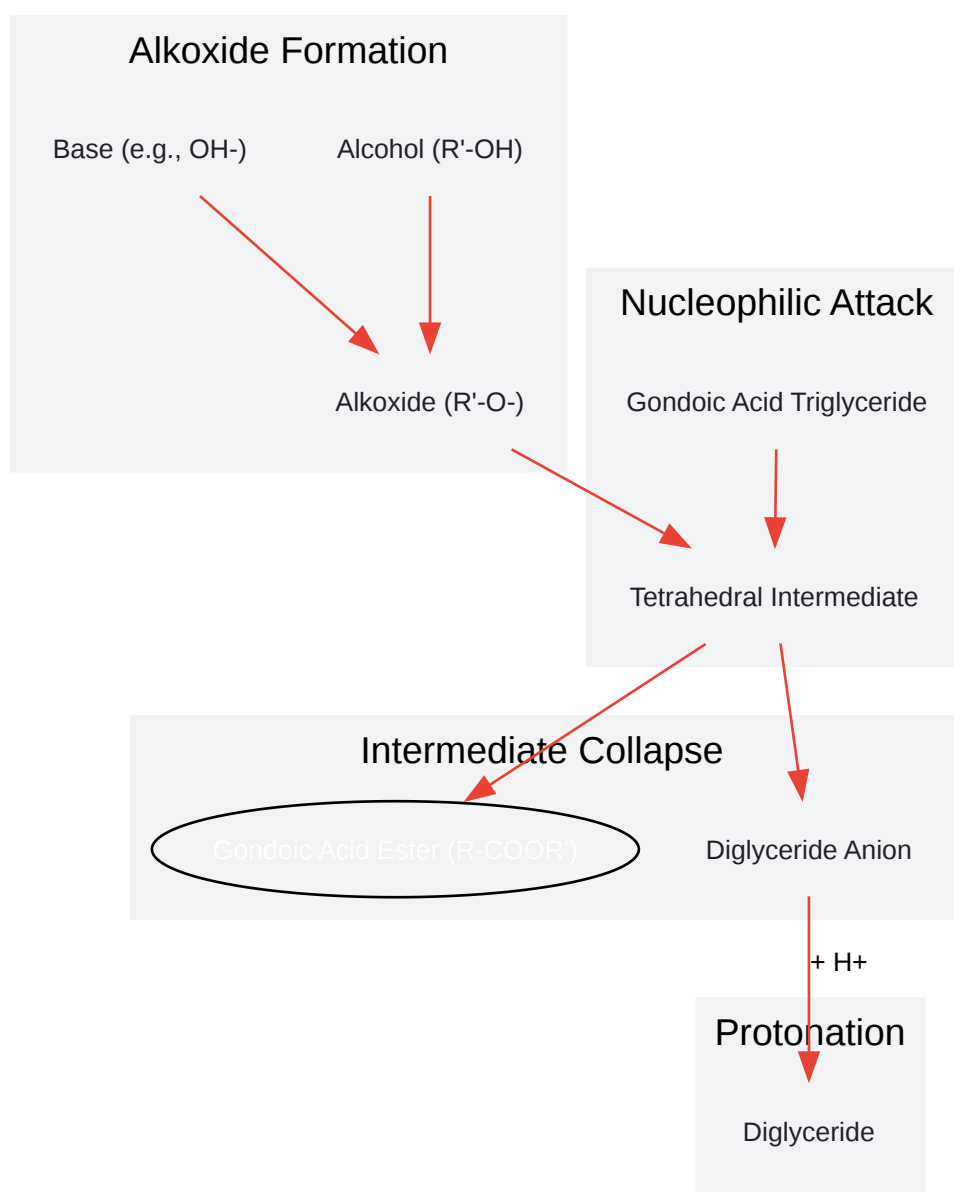 Alkoxide Formation
Base (e.g., OH-)
Alcohol (R'-OH)
Alkoxide (R'-O-)
Nucleophilic Attack
Gondoic Acid Triglyceride
Tetrahedral Intermediate
Intermediate Collapse
Gondoic Acid Ester (R-COOR')
Diglyceride Anion
+ H+
Protonation
Diglyceride